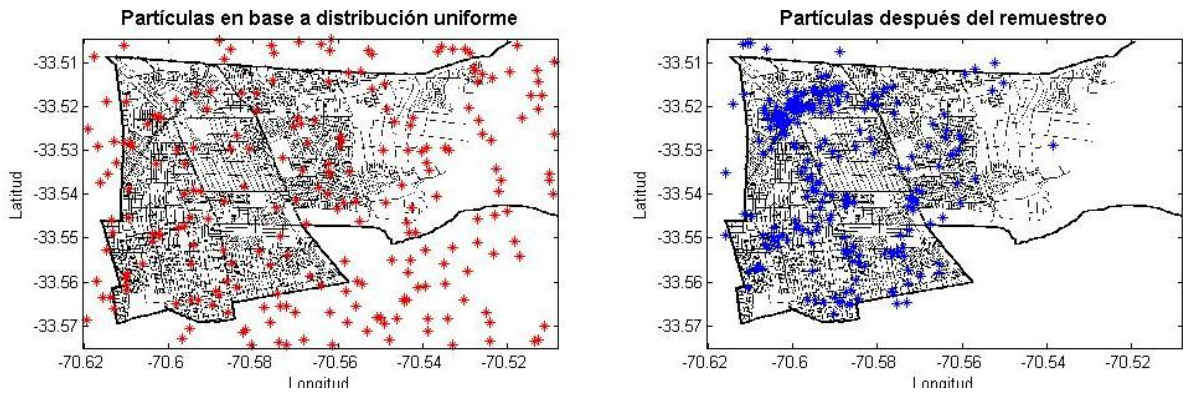 Partículas en base a distribución uniforme
-33.51
-33.52
-33.53
-33.54
-33.55
-33.56
-33.57
Latitud
-70.62 -70.6 -70.58 -70.56 -70.54 -70.52
Longitud
Partículas después del remuestreo
-33.51
-33.52
-33.53
-33.54
-33.55
-33.56
-33.57
Latitud
-70.62 -70.6 -70.58 -70.56 -70.54 -70.52
Longitud